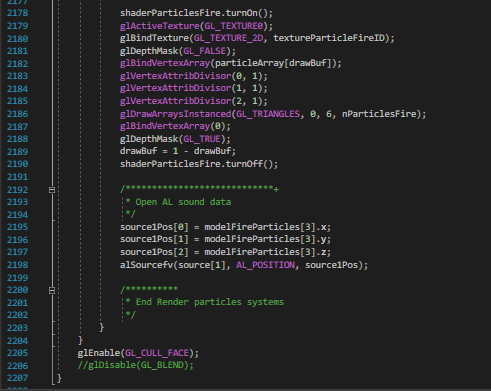 2177
2178 shaderParticlesFire.turnOn();
2179 glActiveTexture(GL_TEXTURE0);
2180 glBindTexture(GL_TEXTURE_2D, textureParticleFireID);
2181 glDepthMask(GL_FALSE);
2182 glBindVertexArray(particleArray[drawBuf]);
2183 glVertexAttribDivisor(0, 1);
2184 glVertexAttribDivisor(1, 1);
2185 glVertexAttribDivisor(2, 1);
2186 glDrawArraysInstanced(GL_TRIANGLES, 0, 6, nParticlesFire);
2187 glBindVertexArray(0);
2188 glDepthMask(GL_TRUE);
2189 drawBuf = 1 - drawBuf;
2190 shaderParticlesFire.turnOff();
2191
2192 /****************************+
2193 * Open AL sound data
2194 */
2195 source1Pos[0] = modelFireParticles[3].x;
2196 source1Pos[1] = modelFireParticles[3].y;
2197 source1Pos[2] = modelFireParticles[3].z;
2198 alSourcefv(source[1], AL_POSITION, source1Pos);
2199
2200 /**********
2201 * End Render particles systems
2202 */
2203 }
2204 }
2205 glEnable(GL_CULL_FACE);
2206 //glDisable(GL_BLEND);
2207 }